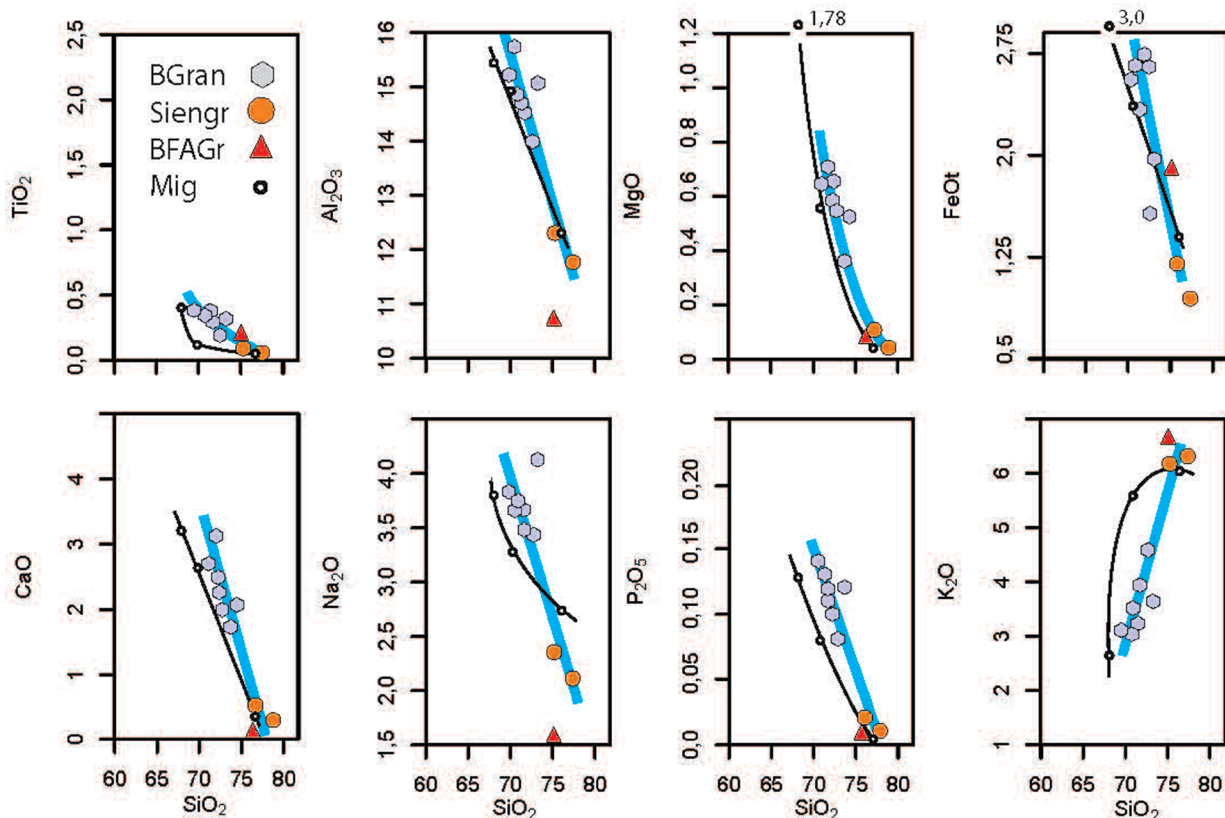 1,78
3,0
TiO2
2,5
2,0
1,5
1,0
0,5
0,0
BGran
Siengr
BFAGr
Mig
Al2O3
16
15
14
13
12
11
10
MgO
1,2
1,0
0,8
0,6
0,4
0,2
0
FeOt
2,75
2,0
1,25
0,5
CaO
4
3
2
1
0
60 65 70 75 80
SiO2
Na2O
4,5
4,0
3,5
3,0
2,5
2,0
1,5
60 65 70 75 80
SiO2
P2O5
0,20
0,15
0,10
0,05
0,0
60 65 70 75 80
SiO2
K2O
7
6
5
4
3
2
1
60 65 70 75 80
SiO2